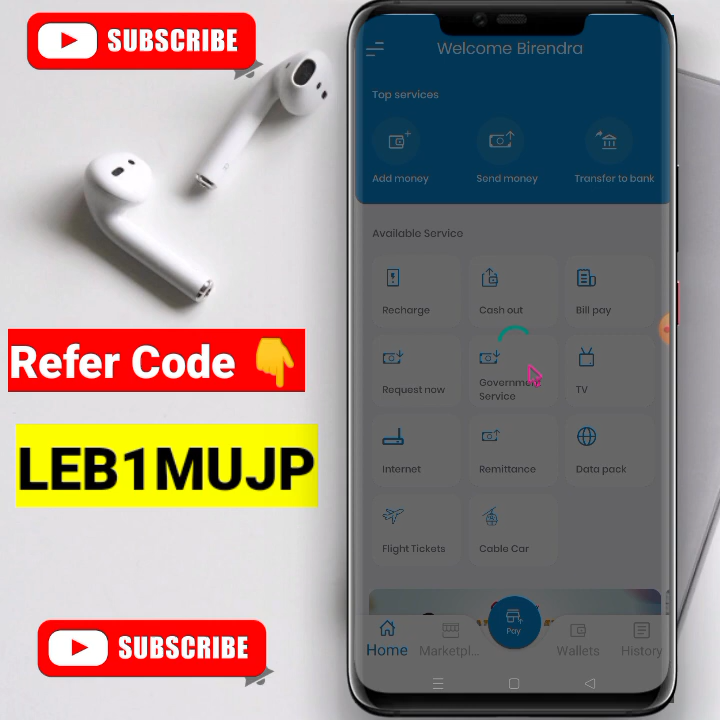 SUBSCRIBE
Refer Code 👇
LEB1MUJP
SUBSCRIBE
Welcome Birendra
Top services
Add money
Send money
Transfer to bank
Available Service
Recharge
Cash out
Bill pay
Request now
Government
Service
TV
Internet
Remittance
Data pack
Flight Tickets
Cable Car
Pay
Home
Marketpl...
Wallets
History